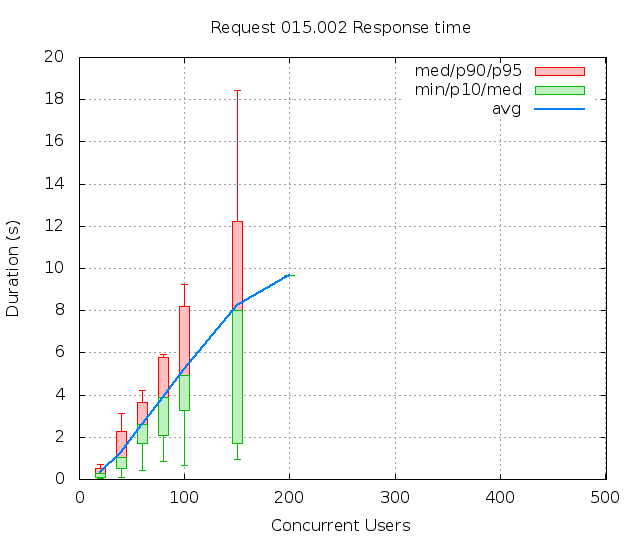 Request 015.002 Response time
med/p90/p95
min/p10/med
avg
Duration (s)
20
18
16
14
12
10
8
6
4
2
0
0 100 200 300 400 500
Concurrent Users